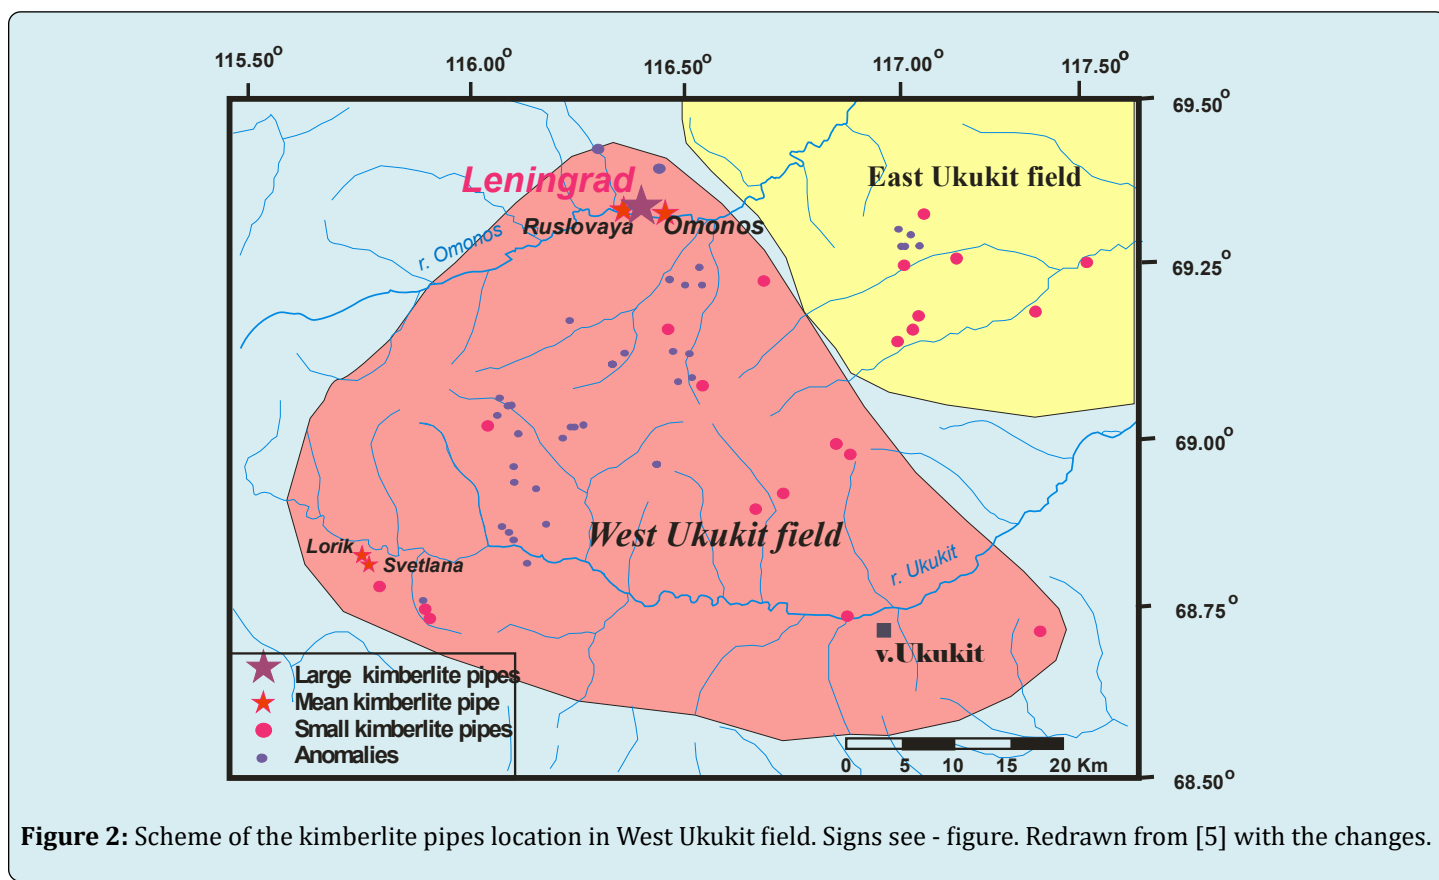 115.50°
116.00°
116.50°
117.00°
117.50°
69.50°
East Ukukit field
Leningrad
Ruslovaya
Omonos
r. Omonos
69.25°
69.00°
West Ukukit field
Lorik
Svetlana
r. Ukukit
68.75°
v.Ukukit
Large kimberlite pipes
Mean kimberlite pipe
Small kimberlite pipes
Anomalies
0 5 10 15 20 Km
68.50°
Figure 2: Scheme of the kimberlite pipes location in West Ukukit field. Signs see - figure. Redrawn from [5] with the changes.